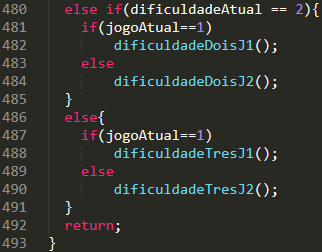 480 else if(dificuldadeAtual == 2){
481 if(jogoAtual==1)
482 dificuldadeDoisJ1();
483 else
484 dificuldadeDoisJ2();
485 }
486 else{
487 if(jogoAtual==1)
488 dificuldadeTresJ1();
489 else
490 dificuldadeTresJ2();
491 }
492 return;
493 }